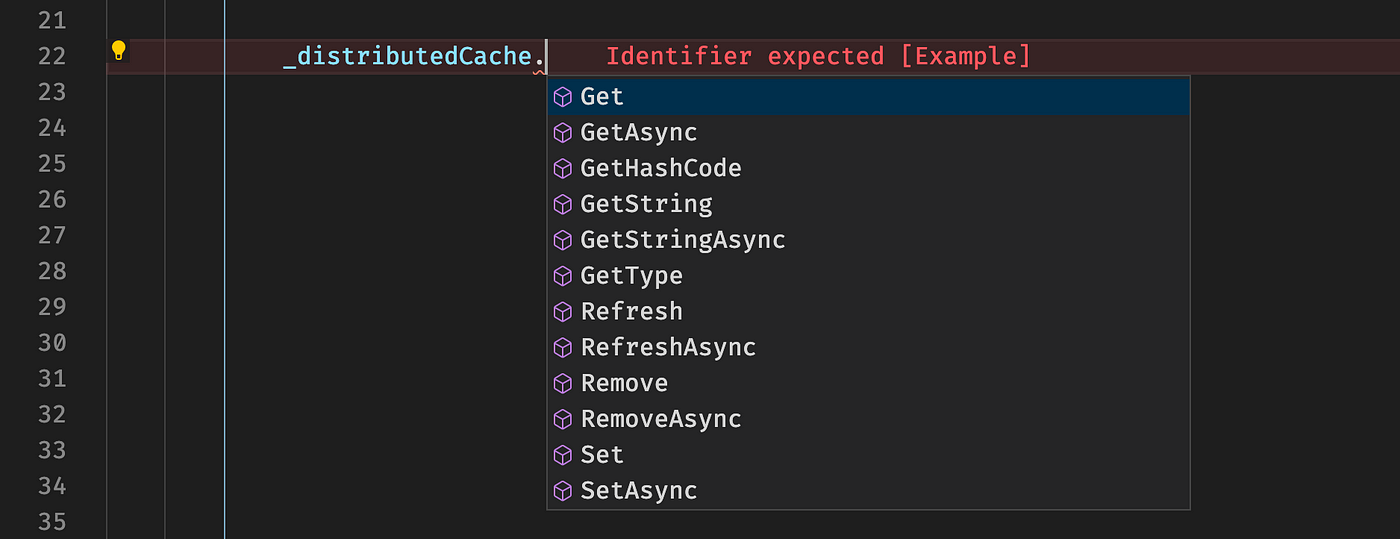 21
22 _distributedCache. Identifier expected [Example]
23 Get
24 GetAsync
25 GetHashCode
26 GetString
27 GetStringAsync
28 GetType
29 Refresh
30 RefreshAsync
31 Remove
32 RemoveAsync
33 Set
34 SetAsync
35